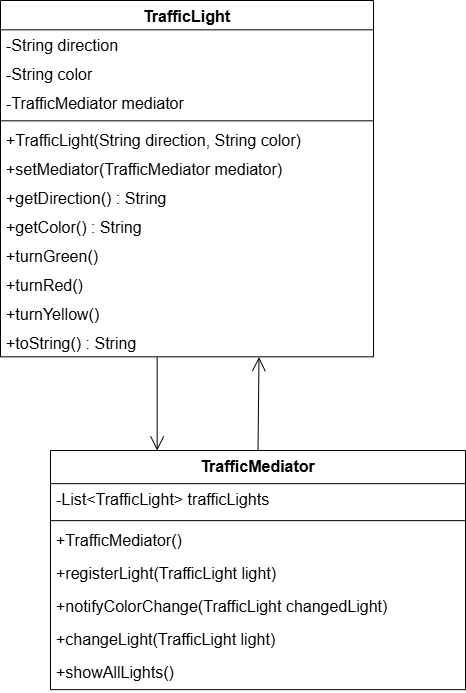 TrafficLight
-String direction
-String color
-TrafficMediator mediator
+TrafficLight(String direction, String color)
+setMediator(TrafficMediator mediator)
+getDirection() : String
+getColor() : String
+turnGreen()
+turnRed()
+turnYellow()
+toString() : String
TrafficMediator
-List<TrafficLight> trafficLights
+TrafficMediator()
+registerLight(TrafficLight light)
+notifyColorChange(TrafficLight changedLight)
+changeLight(TrafficLight light)
+showAllLights()